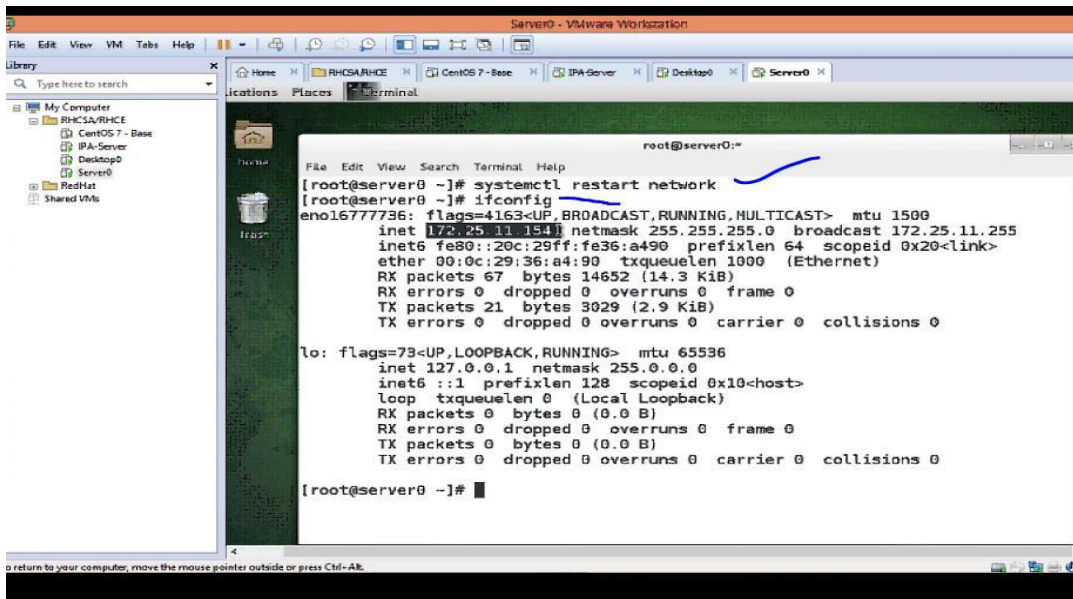 Server0 - VMware Workstation
File Edit View VM Tabs Help
Library
Type here to search
My Computer
RHCSA/RHCE
CentOS 7 - Base
IPA-Server
Desktop0
Server0
RedHat
Shared VMs
Home RHCSA/RHCE CentOS 7 - Base IPA-Server Desktop0 Server0
ications Places Terminal
home
Trash
root@server0:~
File Edit View Search Terminal Help
[root@server0 ~]# systemctl restart network
[root@server0 ~]# ifconfig
eno16777736: flags=4163<UP,BROADCAST,RUNNING,MULTICAST> mtu 1500
inet 172.25.11.154 netmask 255.255.255.0 broadcast 172.25.11.255
inet6 fe80::20c:29ff:fe36:a490 prefixlen 64 scopeid 0x20<link>
ether 00:0c:29:36:a4:90 txqueuelen 1000 (Ethernet)
RX packets 67 bytes 14652 (14.3 KiB)
RX errors 0 dropped 0 overruns 0 frame 0
TX packets 21 bytes 3029 (2.9 KiB)
TX errors 0 dropped 0 overruns 0 carrier 0 collisions 0
lo: flags=73<UP,LOOPBACK,RUNNING> mtu 65536
inet 127.0.0.1 netmask 255.0.0.0
inet6 ::1 prefixlen 128 scopeid 0x10<host>
loop txqueuelen 0 (Local Loopback)
RX packets 0 bytes 0 (0.0 B)
RX errors 0 dropped 0 overruns 0 frame 0
TX packets 0 bytes 0 (0.0 B)
TX errors 0 dropped 0 overruns 0 carrier 0 collisions 0
[root@server0 ~]#
o return to your computer, move the mouse pointer outside or press Ctrl+Alt.